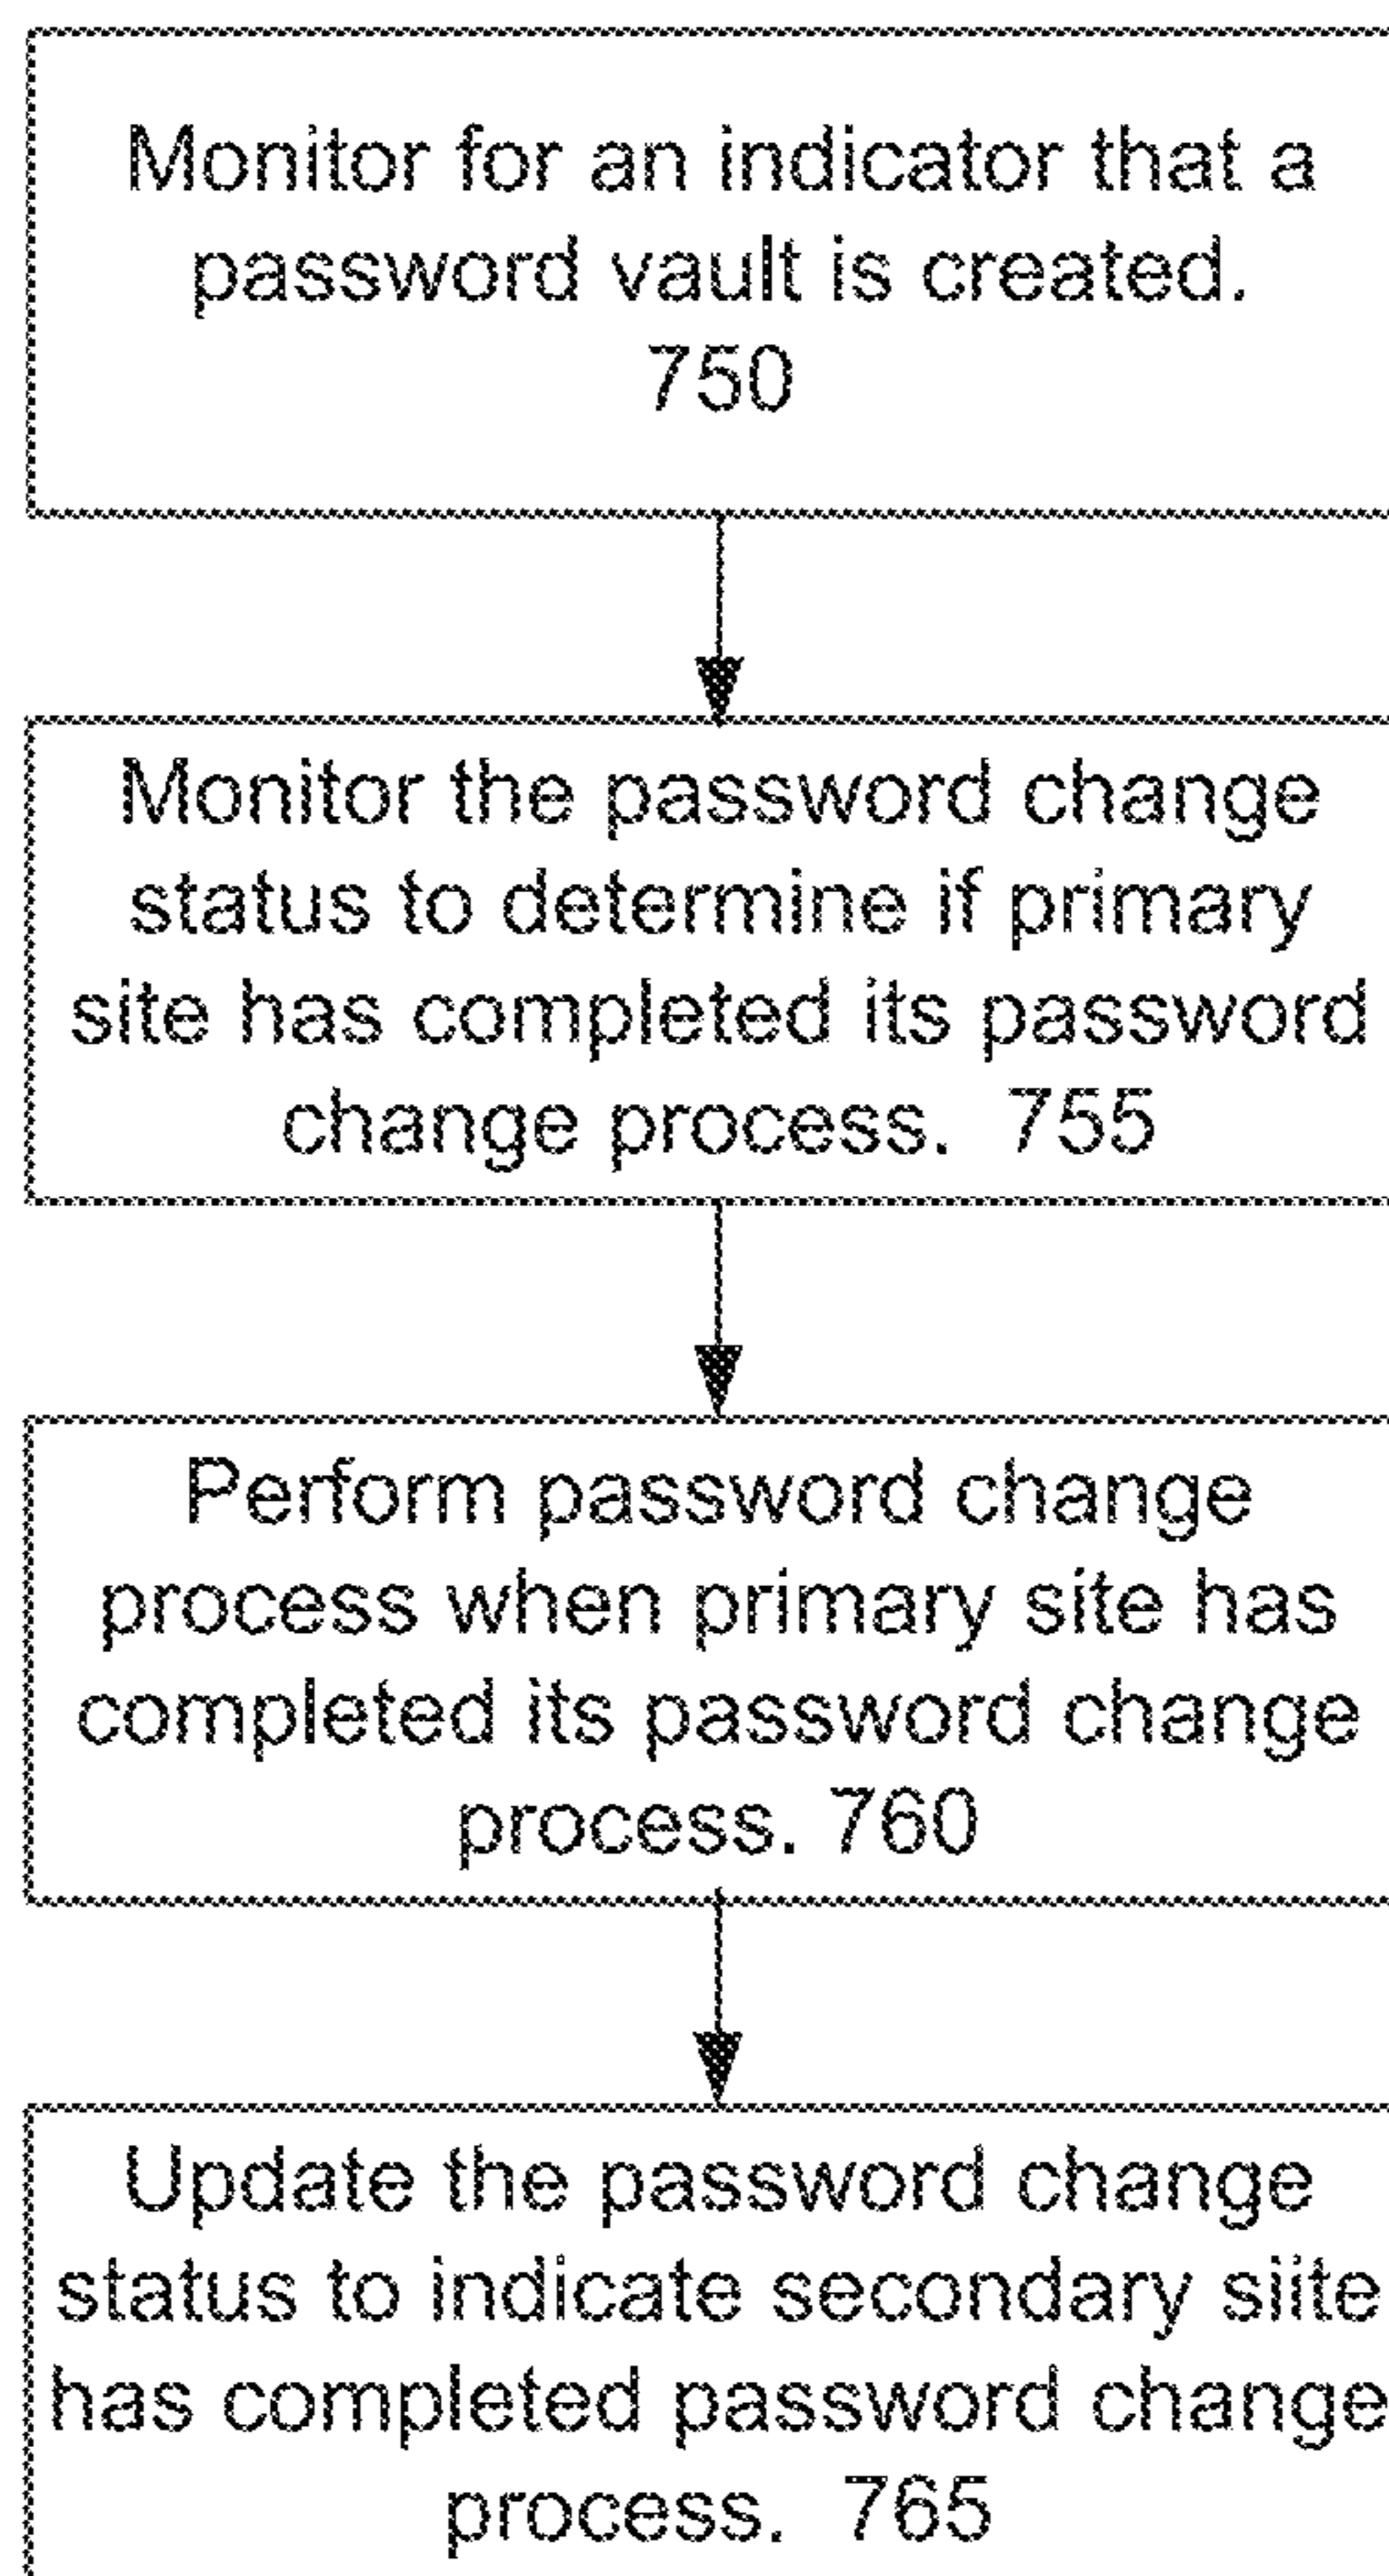 Monitor for an indicator that a
password vault is created.
750
Monitor the password change
status to determine if primary
site has completed its password
change process. 755
Perform password change
process when primary site has
completed its password change
process. 760
Update the password change
status to indicate secondary siite
has completed password change
process. 765